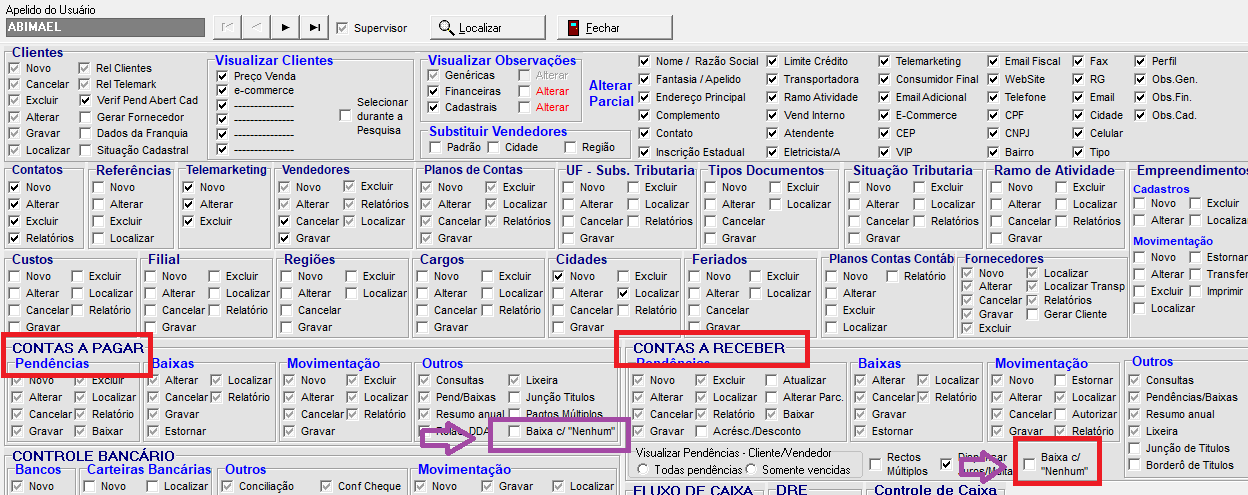 Apelido do Usuário
ABIMAEL
Supervisor
Localizar
Fechar
Clientes
Novo
Rel Clientes
Cancelar
Rel Telemark
Excluir
Verif Pend Abert Cad
Alterar
Gerar Fornecedor
Gravar
Dados da Franquia
Localizar
Situação Cadastral
Visualizar Clientes
Preço Venda
e-commerce
---------------
---------------
---------------
---------------
Selecionar
durante a
Pesquisa
Visualizar Observações
Genéricas
Alterar
Financeiras
Alterar
Cadastrais
Alterar
Substituir Vendedores
Padrão
Cidade
Região
Alterar
Parcial
Nome / Razão Social
Limite Crédito
Telemarketing
Email Fiscal
Fax
Perfil
Fantasia / Apelido
Transportadora
Consumidor Final
WebSite
RG
Obs.Gen.
Endereço Principal
Ramo Atividade
Email Adicional
Telefone
Email
Obs.Fin.
Complemento
Vend Interno
E-Commerce
CPF
Cidade
Obs.Cad.
Contato
Atendente
CEP
CNPJ
Celular
Inscrição Estadual
Eletricista/A
VIP
Bairro
Tipo
Contatos
Novo
Alterar
Excluir
Relatórios
Referências
Novo
Alterar
Excluir
Localizar
Telemarketing
Novo
Alterar
Excluir
Vendedores
Novo
Excluir
Alterar
Relatórios
Cancelar
Localizar
Gravar
Planos de Contas
Novo
Excluir
Alterar
Localizar
Cancelar
Relatórios
Gravar
UF - Subs. Tributaria
Novo
Excluir
Alterar
Localizar
Cancelar
Relatórios
Gravar
Tipos Documentos
Novo
Excluir
Alterar
Localizar
Cancelar
Gravar
Situação Tributaria
Novo
Excluir
Alterar
Localizar
Cancelar
Relatórios
Gravar
Ramo de Atividade
Novo
Excluir
Alterar
Localizar
Cancelar
Relatórios
Gravar
Empreendimentos
Cadastros
Novo
Excluir
Alterar
Localiza
Movimentação
Novo
Estornar
Alterar
Transfer
Excluir
Imprimir
Localizar
Custos
Novo
Excluir
Alterar
Localizar
Cancelar
Relatório
Gravar
Filial
Novo
Excluir
Alterar
Localizar
Cancelar
Relatório
Gravar
Regiões
Novo
Excluir
Alterar
Localizar
Cancelar
Gravar
Cargos
Novo
Excluir
Alterar
Localizar
Cancelar
Relatório
Gravar
Cidades
Novo
Excluir
Alterar
Localizar
Cancelar
Relatório
Gravar
Feriados
Novo
Excluir
Alterar
Localizar
Cancelar
Gravar
Planos Contas Contáb
Novo
Relatório
Alterar
Excluir
Localizar
Fornecedores
Novo
Localizar
Alterar
Localizar Transp
Cancelar
Relatórios
Gravar
Gerar Cliente
Excluir
CONTAS A PAGAR
Pendências
Novo
Excluir
Alterar
Localizar
Cancelar
Relatório
Gravar
Baixar
Baixas
Alterar
Localizar
Cancelar
Relatório
Gravar
Estornar
Movimentação
Novo
Excluir
Alterar
Localizar
Cancelar
Relatório
Gravar
Outros
Consultas
Lixeira
Pend/Baixas
Junção Titulos
Resumo anual
Pagtos Múltiplos
DDA
Baixa c/ "Nenhum"
CONTAS A RECEBER
Pendências
Novo
Excluir
Atualizar
Alterar
Localizar
Alterar Parc.
Cancelar
Relatório
Baixar
Gravar
Acrésc./Desconto
Visualizar Pendências - Cliente/Vendedor
Todas pendências
Somente vencidas
Baixas
Alterar
Localizar
Cancelar
Relatório
Gravar
Estornar
Rectos
Múltiplos
Dispensar
Juros/Multa
Movimentação
Novo
Estornar
Alterar
Localizar
Cancelar
Autorizar
Gravar
Relatório
Baixa c/
"Nenhum"
Outros
Consultas
Pendências/Baixas
Resumo anual
Lixeira
Junção de Titulos
Borderô de Titulos
CONTROLE BANCÁRIO
Bancos
Novo
Carteiras Bancárias
Novo
Localizar
Outros
Conciliação
Conf Cheque
Movimentação
Novo
Gravar
Localizar
FLUXO DE CAIXA
DRE
Controle de Caixa